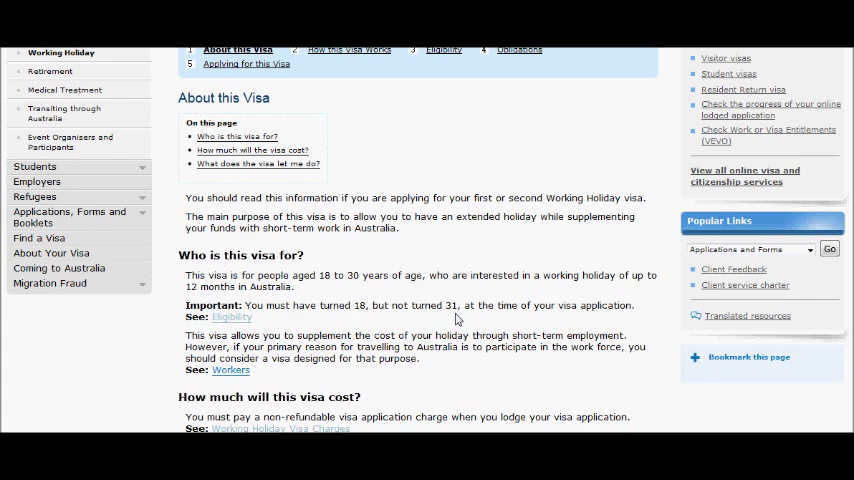 Working Holiday
Retirement
Medical Treatment
Transiting through
Australia
Event Organisers and
Participants
Students
Employers
Refugees
Applications, Forms and
Booklets
Find a Visa
About Your Visa
Coming to Australia
Migration Fraud
1 About this Visa 2 How this Visa Works 3 Eligibility 4 Obligations
5 Applying for this Visa
About this Visa
On this page
Who is this visa for?
How much will the visa cost?
What does the visa let me do?
You should read this information if you are applying for your first or second Working Holiday visa.
The main purpose of this visa is to allow you to have an extended holiday while supplementing
your funds with short-term work in Australia.
Who is this visa for?
This visa is for people aged 18 to 30 years of age, who are interested in a working holiday of up to
12 months in Australia.
Important: You must have turned 18, but not turned 31, at the time of your visa application.
See: Eligibility
This visa allows you to supplement the cost of your holiday through short-term employment.
However, if your primary reason for travelling to Australia is to participate in the work force, you
should consider a visa designed for that purpose.
See: Workers
How much will this visa cost?
You must pay a non-refundable visa application charge when you lodge your visa application.
See: Working Holiday Visa Charges
Visitor visas
Student visas
Resident Return visa
Check the progress of your online
lodged application
Check Work or Visa Entitlements
(VEVO)
View all online visa and
citizenship services
Popular Links
Applications and Forms Go
Client Feedback
Client service charter
Translated resources
Bookmark this page